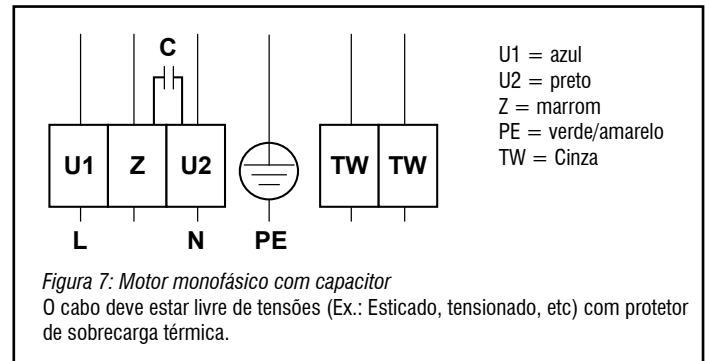 C
U1 Z U2 TW TW
L N PE
U1 = azul
U2 = preto
Z = marrom
PE = verde/amarelo
TW = Cinza
Figura 7: Motor monofásico com capacitor
O cabo deve estar livre de tensões (Ex.: Esticado, tensionado, etc) com protetor
de sobrecarga térmica.